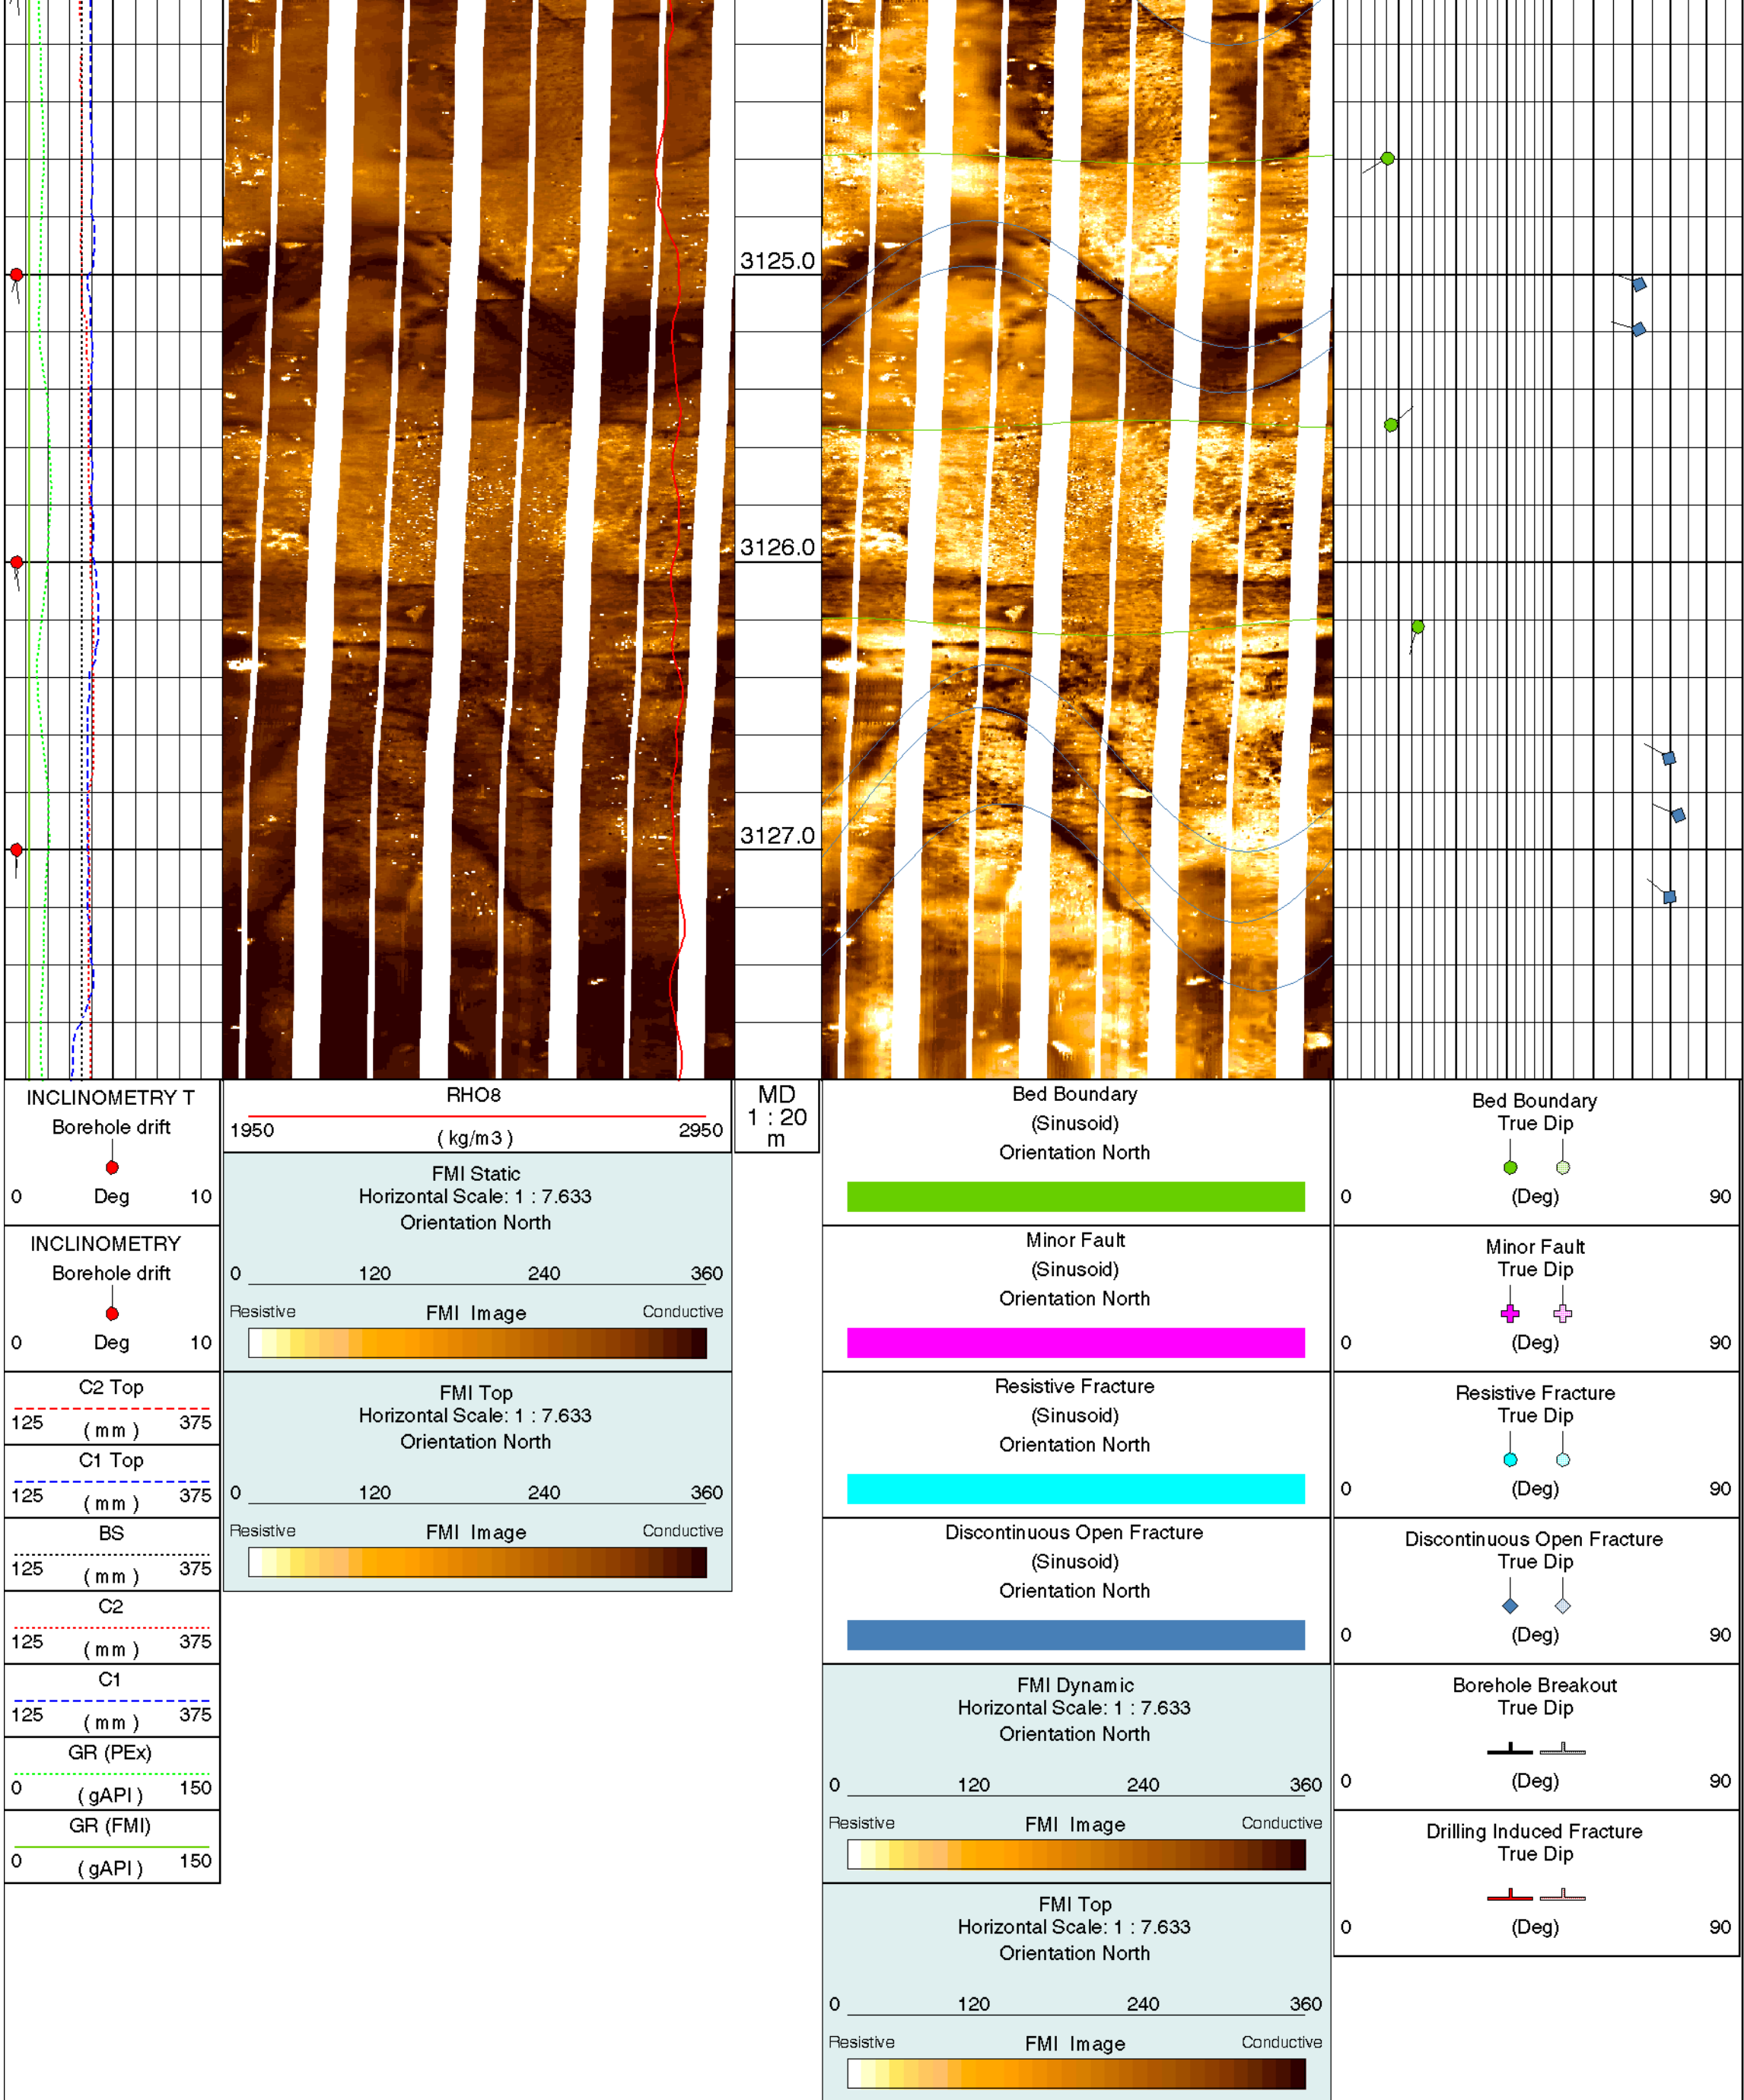 3125.0
3126.0
3127.0
INCLINOMETRY T
Borehole drift
0 Deg 10
INCLINOMETRY
Borehole drift
0 Deg 10
C2 Top
125 (mm) 375
C1 Top
125 (mm) 375
BS
125 (mm) 375
C2
125 (mm) 375
C1
125 (mm) 375
GR (PEx)
0 (gAPI) 150
GR (FMI)
0 (gAPI) 150
RHO8
1950 (kg/m3) 2950
FMI Static
Horizontal Scale: 1 : 7.633
Orientation North
0 120 240 360
Resistive FMI Image Conductive
FMI Top
Horizontal Scale: 1 : 7.633
Orientation North
0 120 240 360
Resistive FMI Image Conductive
MD
1 : 20
m
Bed Boundary
(Sinusoid)
Orientation North
Minor Fault
(Sinusoid)
Orientation North
Resistive Fracture
(Sinusoid)
Orientation North
Discontinuous Open Fracture
(Sinusoid)
Orientation North
FMI Dynamic
Horizontal Scale: 1 : 7.633
Orientation North
0 120 240 360
Resistive FMI Image Conductive
FMI Top
Horizontal Scale: 1 : 7.633
Orientation North
0 120 240 360
Resistive FMI Image Conductive
Bed Boundary
True Dip
0 (Deg) 90
Minor Fault
True Dip
0 (Deg) 90
Resistive Fracture
True Dip
0 (Deg) 90
Discontinuous Open Fracture
True Dip
0 (Deg) 90
Borehole Breakout
True Dip
0 (Deg) 90
Drilling Induced Fracture
True Dip
0 (Deg) 90